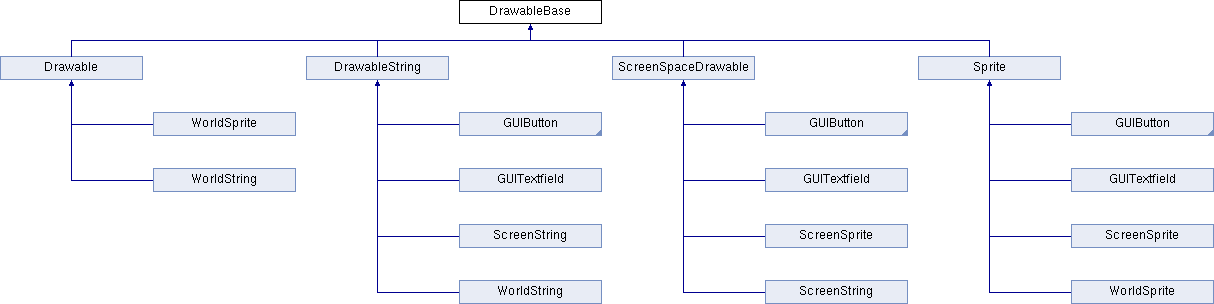 DrawableBase
Drawable
DrawableString
ScreenSpaceDrawable
Sprite
WorldSprite
GUIButton
GUIButton
GUIButton
WorldString
GUITextfield
GUITextfield
GUITextfield
ScreenString
ScreenSprite
ScreenSprite
WorldString
ScreenString
WorldSprite